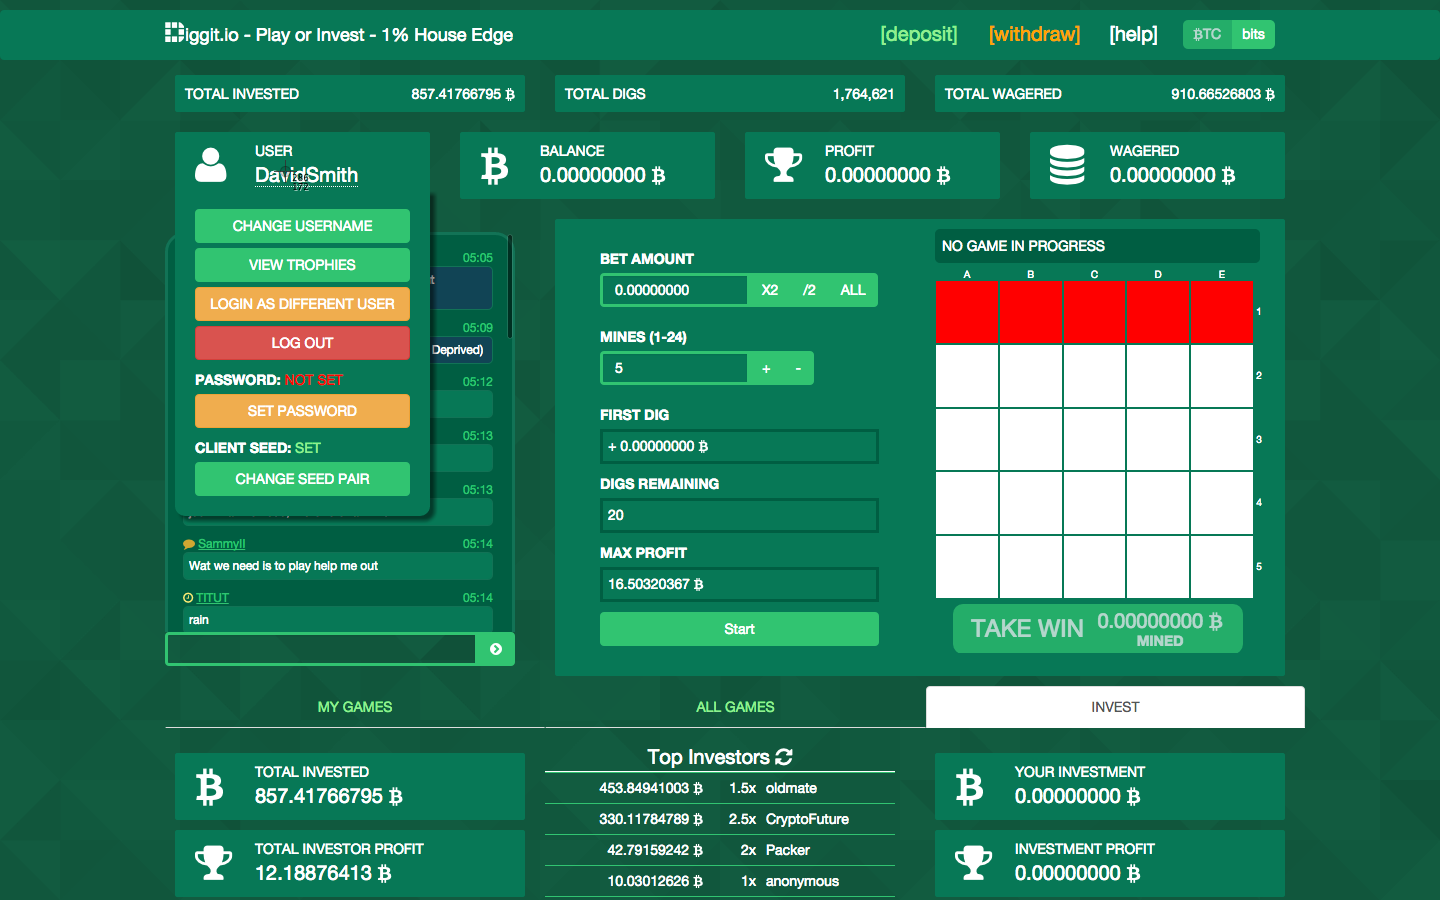 Diggit.io - Play or Invest - 1% House Edge
[deposit] [withdraw] [help] ɃTC bits
TOTAL INVESTED 857.41766795 Ƀ
TOTAL DIGS 1,764,621
TOTAL WAGERED 910.66526803 Ƀ
USER
DavidSmith
BALANCE
0.00000000 Ƀ
PROFIT
0.00000000 Ƀ
WAGERED
0.00000000 Ƀ
CHANGE USERNAME
VIEW TROPHIES
LOGIN AS DIFFERENT USER
LOG OUT
PASSWORD: NOT SET
SET PASSWORD
CLIENT SEED: SET
CHANGE SEED PAIR
05:05
05:09
Deprived)
05:12
05:13
05:13
SammyII 05:14
Wat we need is to play help me out
TITUT 05:14
rain
BET AMOUNT
0.00000000 X2 /2 ALL
MINES (1-24)
5 + -
FIRST DIG
+ 0.00000000 Ƀ
DIGS REMAINING
20
MAX PROFIT
16.50320367 Ƀ
Start
NO GAME IN PROGRESS
A B C D E
1
2
3
4
5
TAKE WIN 0.00000000 Ƀ
MINED
MY GAMES ALL GAMES INVEST
TOTAL INVESTED
857.41766795 Ƀ
TOTAL INVESTOR PROFIT
12.18876413 Ƀ
Top Investors
453.84941003 Ƀ 1.5x oldmate
330.11784789 Ƀ 2.5x CryptoFuture
42.79159242 Ƀ 2x Packer
10.03012626 Ƀ 1x anonymous
YOUR INVESTMENT
0.00000000 Ƀ
INVESTMENT PROFIT
0.00000000 Ƀ